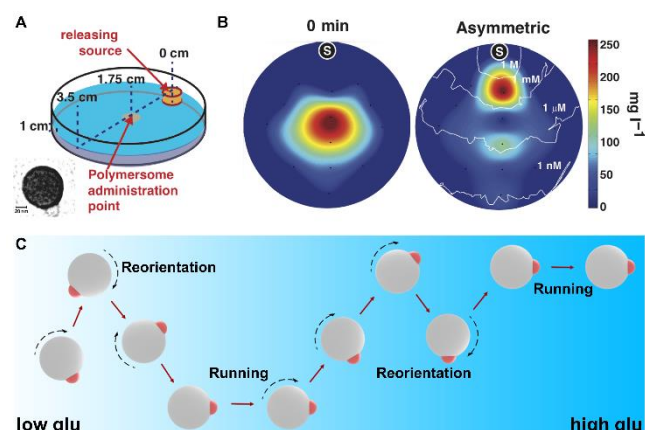 A
releasing
source
0 cm
1.75 cm
3.5 cm
1 cm
Polymersome
administration
point
20 nm
B
0 min
S
Asymmetric
S
1 M
mM
1 μM
1 nM
250
200
150
100
50
0
mg l⁻¹
C
Reorientation
Running
Reorientation
Running
low glu
high glu